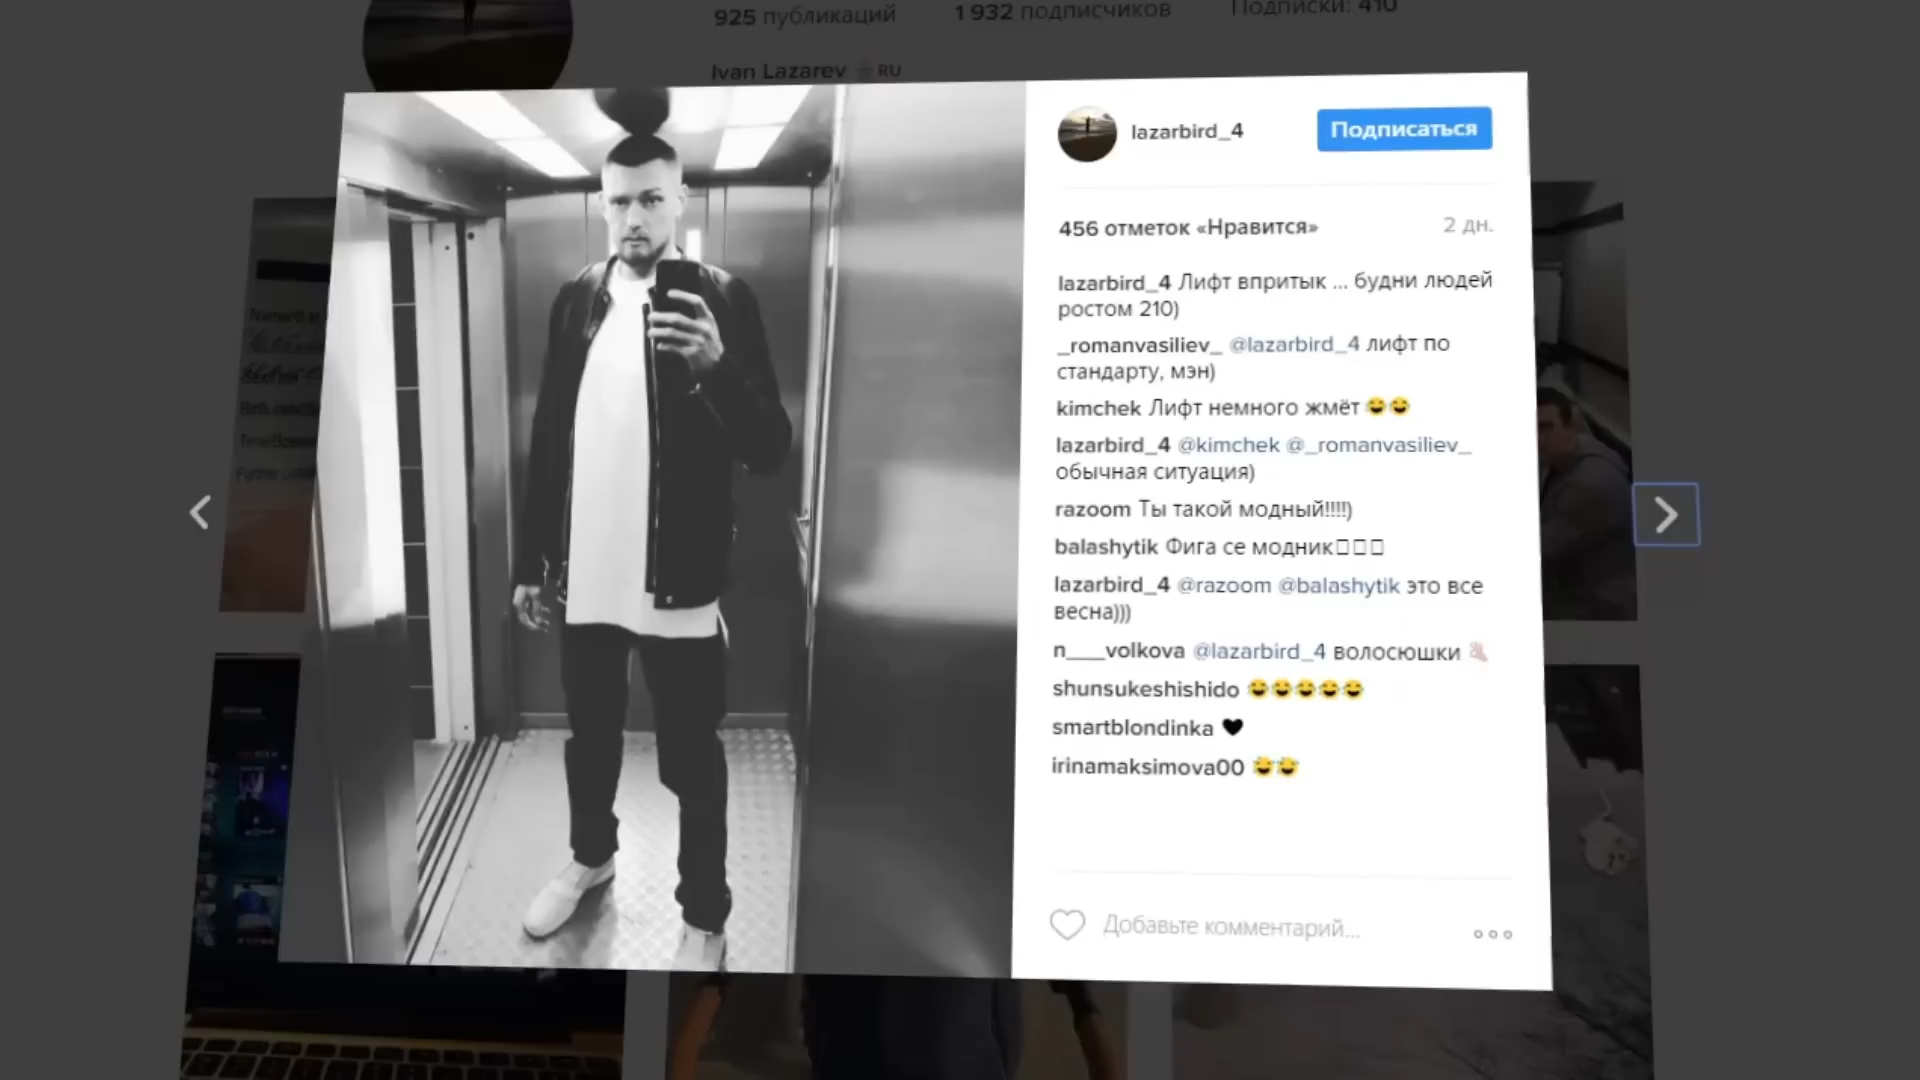 925 публикаций
1 932 подписчиков
Подписки: 410
Ivan Lazarev
RU
lazarbird_4
Подписаться
456 отметок «Нравится»
2 дн.
lazarbird_4 Лифт впритык ... будни людей
ростом 210)
_romanvasiliev_ @lazarbird_4 лифт по
стандарту, мэн)
kimchek Лифт немного жмёт 😂😂
lazarbird_4 @kimchek @_romanvasiliev_
обычная ситуация)
razoom Ты такой модный!!!!)
balashytik Фига се модник
lazarbird_4 @razoom @balashytik это все
весна)))
n___volkova @lazarbird_4 волосюшки
shunsukeshishido 😂😂😂😂😂
smartblondinka 🖤
irinamaksimova00 😅😅
Добавьте комментарий...